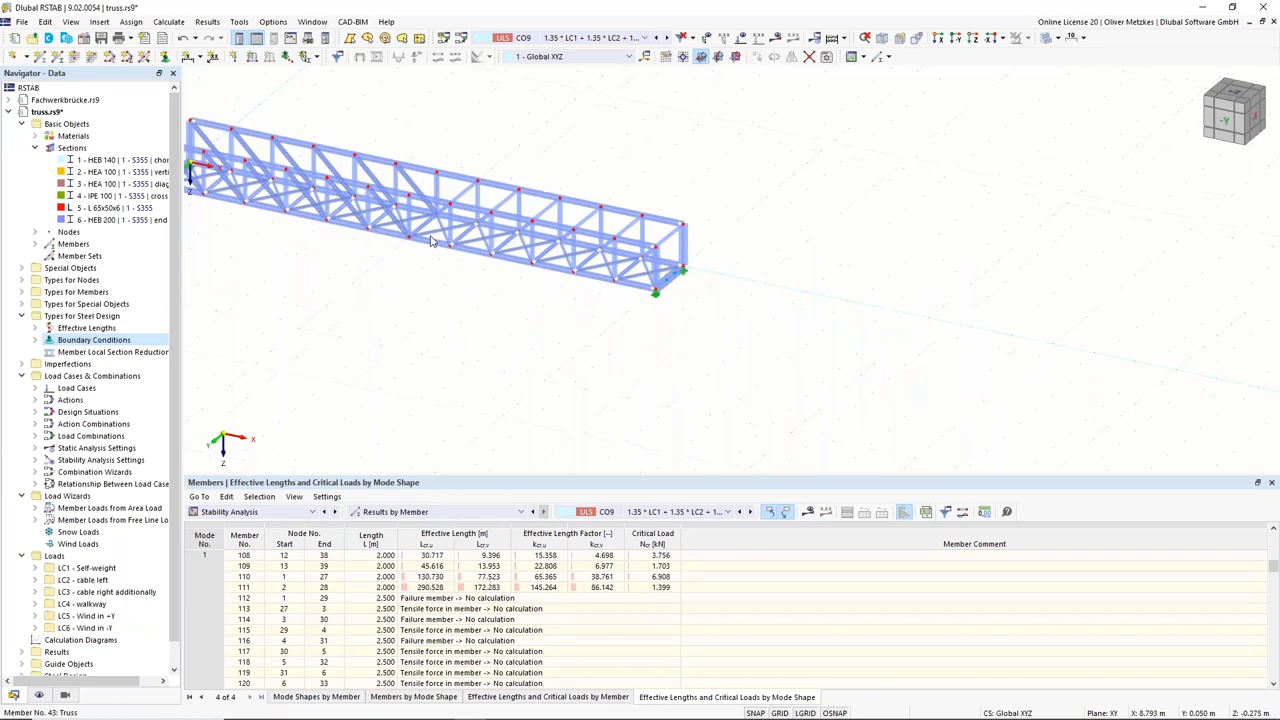 Dlubal RSTAB | 9.02.0054 | truss.rs9*
File Edit View Insert Assign Calculate Results Tools Options Window CAD-BIM Help
Online License 20 | Oliver Metzkes | Dlubal Software GmbH
ULS CO9 1.35 * LC1 + 1.35 * LC2 + 1...
1 - Global XYZ
Navigator - Data
RSTAB
Fachwerkbrücke.rs9
truss.rs9*
Basic Objects
Materials
Sections
1 - HEB 140 | 1 - S355 | chor
2 - HEA 100 | 1 - S355 | verti
3 - HEA 100 | 1 - S355 | diag
4 - IPE 100 | 1 - S355 | cross
5 - L 65x50x6 | 1 - S355
6 - HEB 200 | 1 - S355 | end
Nodes
Members
Member Sets
Special Objects
Types for Nodes
Types for Members
Types for Special Objects
Types for Steel Design
Effective Lengths
Boundary Conditions
Member Local Section Reduction
Imperfections
Load Cases & Combinations
Load Cases
Actions
Design Situations
Action Combinations
Load Combinations
Static Analysis Settings
Stability Analysis Settings
Combination Wizards
Relationship Between Load Case
Load Wizards
Member Loads from Area Load
Member Loads from Free Line Lo
Snow Loads
Wind Loads
Loads
LC1 - Self-weight
LC2 - cable left
LC3 - cable right additionally
LC4 - walkway
LC5 - Wind in +Y
LC6 - Wind in -Y
Calculation Diagrams
Results
Guide Objects
X
Z
Y
X
Z
-Y
Members | Effective Lengths and Critical Loads by Mode Shape
Go To Edit Selection View Settings
Stability Analysis Results by Member ULS CO9 1.35 * LC1 + 1.35 * LC2 + 1...
Mode Member Node No. Length Effective Length [m] Effective Length Factor [--] Critical Load
No. No. Start End L [m] Lcr,u Lcr,v kcr,u kcr,v Ncr [kN] Member Comment
1 108 12 38 2.000 30.717 9.396 15.358 4.698 3.756
109 13 39 2.000 45.616 13.953 22.808 6.977 1.703
110 1 27 2.000 130.730 77.523 65.365 38.761 6.908
111 2 28 2.000 290.528 172.283 145.264 86.142 1.399
112 1 29 2.500 Failure member -> No calculation
113 27 3 2.500 Tensile force in member -> No calculation
114 3 30 2.500 Failure member -> No calculation
115 29 4 2.500 Tensile force in member -> No calculation
116 4 31 2.500 Failure member -> No calculation
117 30 5 2.500 Tensile force in member -> No calculation
118 5 32 2.500 Tensile force in member -> No calculation
119 31 6 2.500 Tensile force in member -> No calculation
120 6 33 2.500 Tensile force in member -> No calculation
4 of 4 Mode Shapes by Member Members by Mode Shape Effective Lengths and Critical Loads by Member Effective Lengths and Critical Loads by Mode Shape
Member No. 43: Truss
SNAP GRID LGRID OSNAP CS: Global XYZ Plane: XY X: 8.793 m Y: 0.050 m Z: -0.275 m